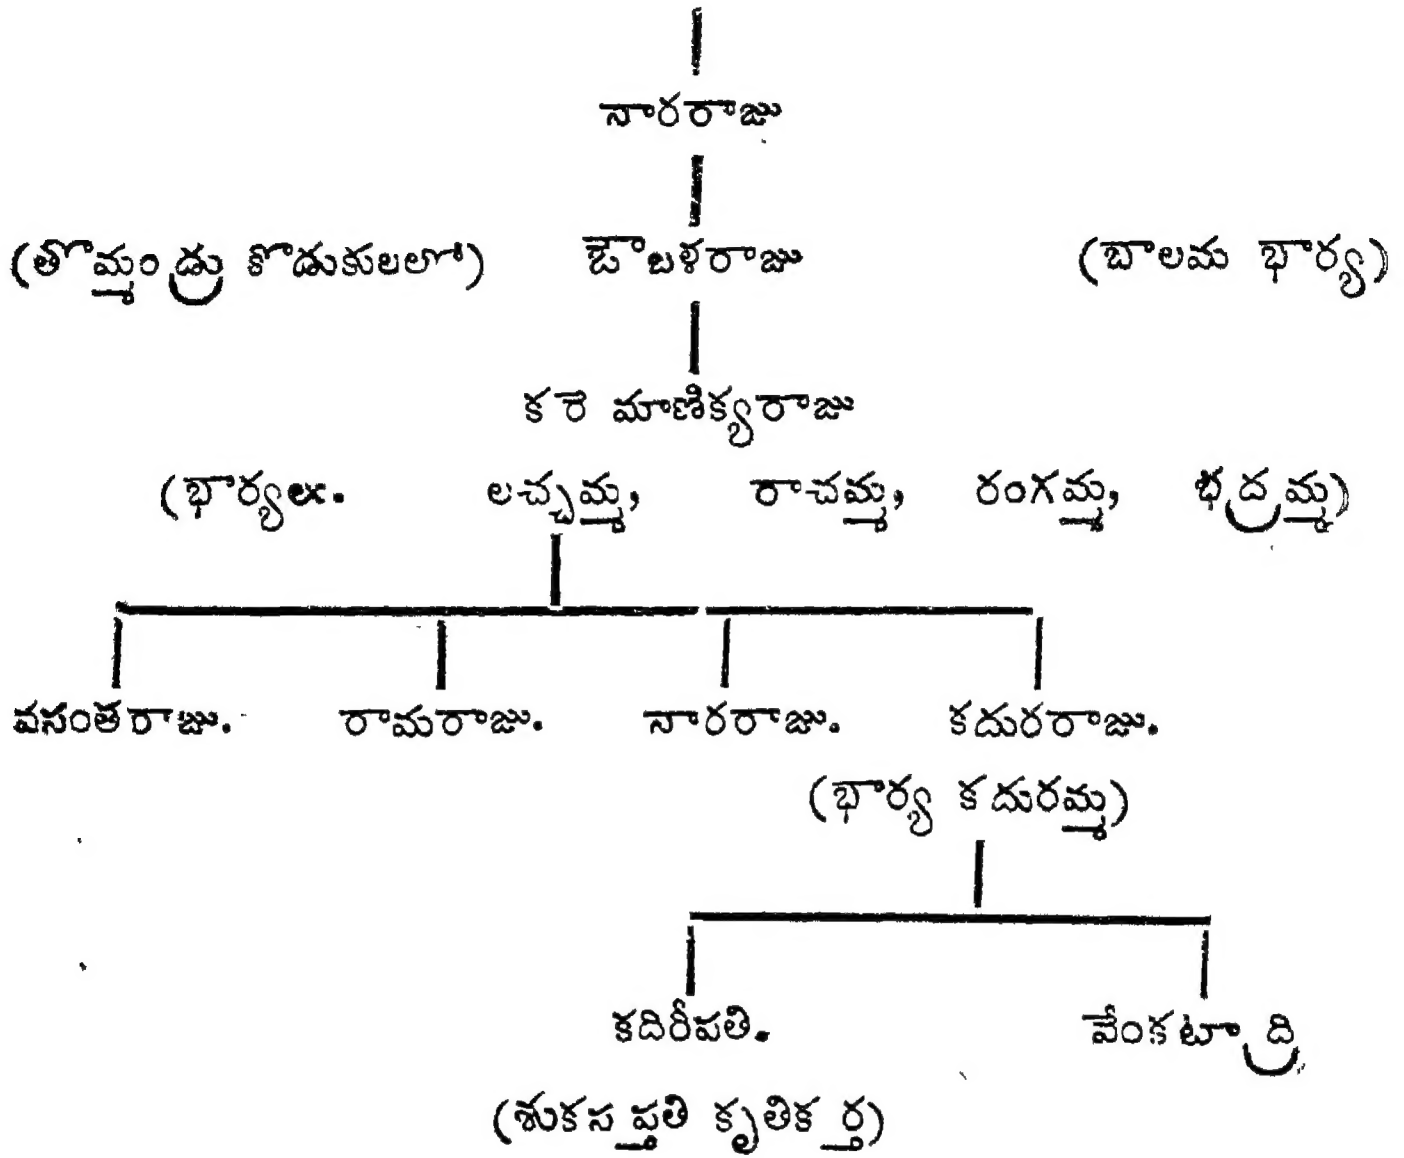 నారరాజు
(తొమ్మండ్రు కొడుకులలో) ఔబళరాజు (బాలమ భార్య)
కరె మాణిక్యరాజు
(భార్యలు. లచ్చమ్మ, రాచమ్మ, రంగమ్మ, భద్రమ్మ)
వసంతరాజు. రామరాజు. నారరాజు. కదురరాజు.
(భార్య కదురమ్మ)
కదిరీపతి. వేంకటాద్రి
(శుకసప్తతి కృతికర్త)